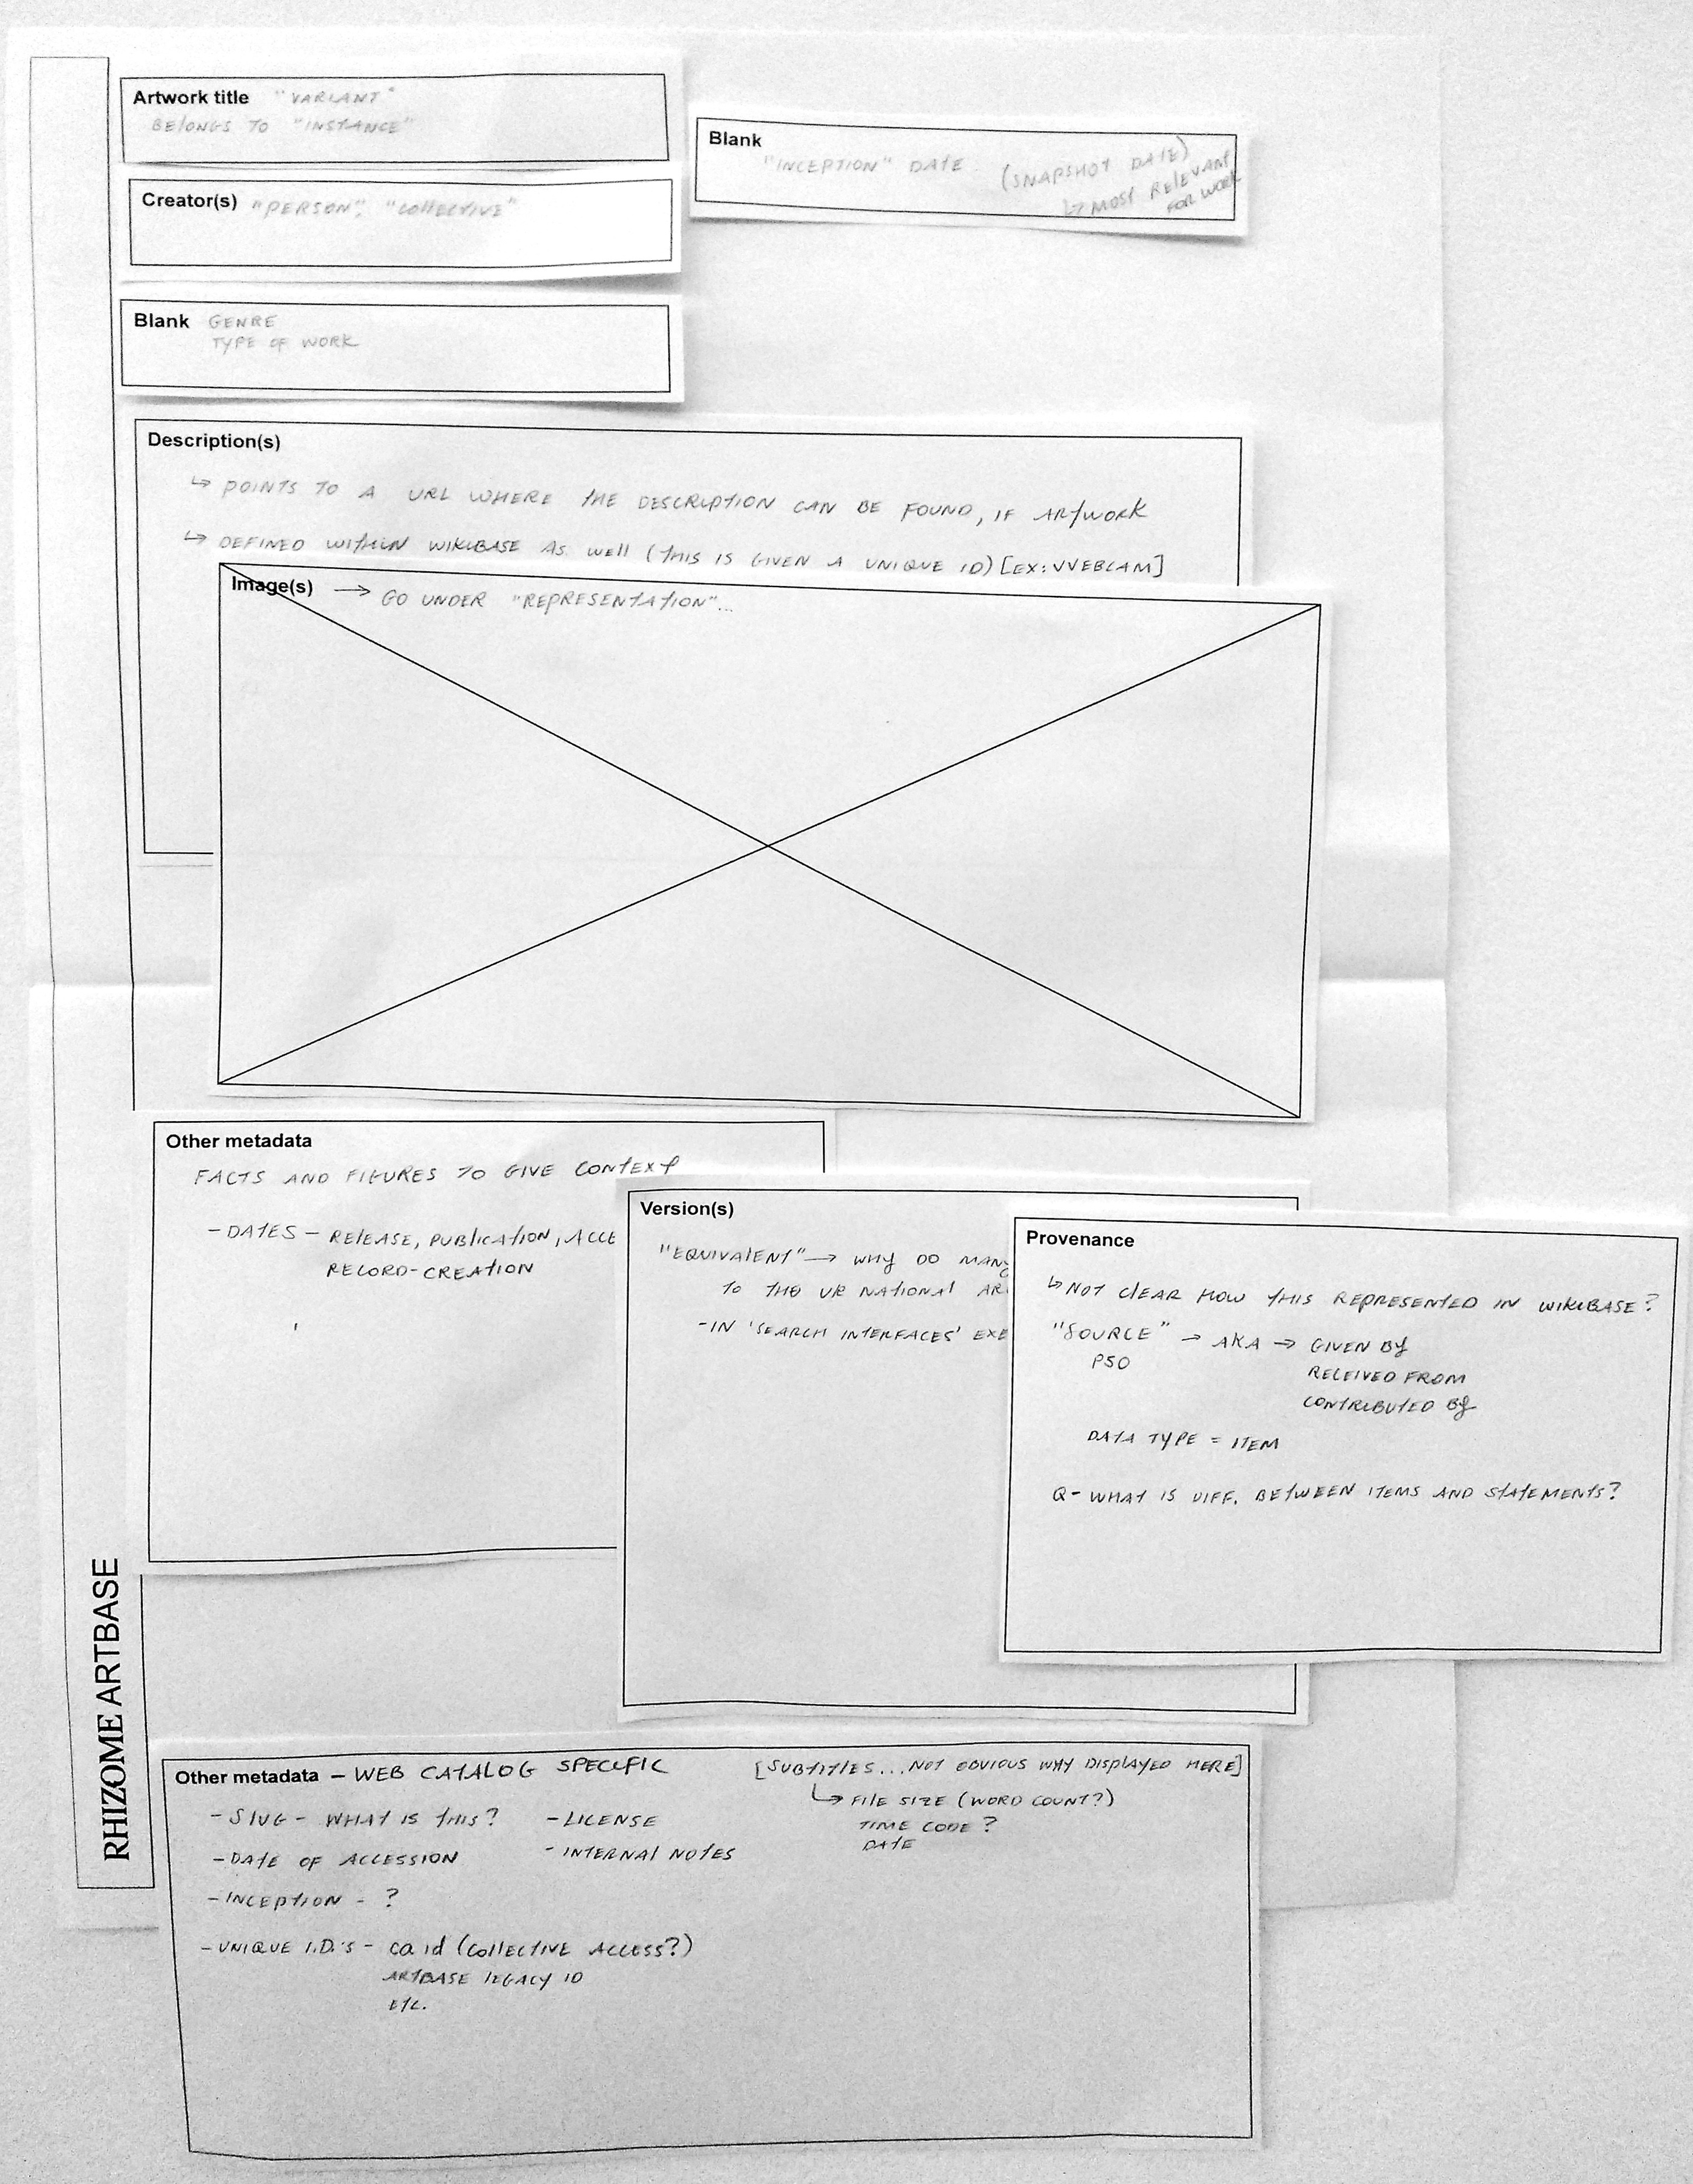 Artwork title "VARIANT"
BELONGS TO "INSTANCE"
Blank
"INCEPTION" DATE (SNAPSHOT DATE)
↳ MOST RELEVANT
FOR WORK
Creator(s) "PERSON", "COLLECTIVE"
Blank GENRE
TYPE OF WORK
Description(s)
↳ POINTS TO A URL WHERE THE DESCRIPTION CAN BE FOUND, IF ARTWORK
↳ DEFINED WITHIN WIKIBASE AS WELL (THIS IS GIVEN A UNIQUE ID) [EX: VVEBCAM]
Image(s) → GO UNDER "REPRESENTATION"...
Other metadata
FACTS AND FIGURES TO GIVE CONTEXT
- DATES - RELEASE, PUBLICATION, ACCE
RECORD-CREATION
Version(s)
"EQUIVALENT" → WHY DO MANY
TO THE UK NATIONAL AR
- IN 'SEARCH INTERFACES' EXE
Provenance
↳ NOT CLEAR HOW THIS REPRESENTED IN WIKIBASE?
"SOURCE" → AKA → GIVEN BY
P50
RECEIVED FROM
CONTRIBUTED BY
DATA TYPE = ITEM
Q - WHAT IS DIFF. BETWEEN ITEMS AND STATEMENTS?
RHIZOME ARTBASE
Other metadata - WEB CATALOG SPECIFIC
- SLUG - WHAT IS THIS?
- DATE OF ACCESSION
- INCEPTION - ?
- UNIQUE I.D.'S - ca id (COLLECTIVE ACCESS?)
ARTBASE LEGACY ID
ETC.
- LICENSE
- INTERNAL NOTES
[SUBTITLES...NOT OBVIOUS WHY DISPLAYED HERE]
↳ FILE SIZE (WORD COUNT?)
TIME CODE?
DATE